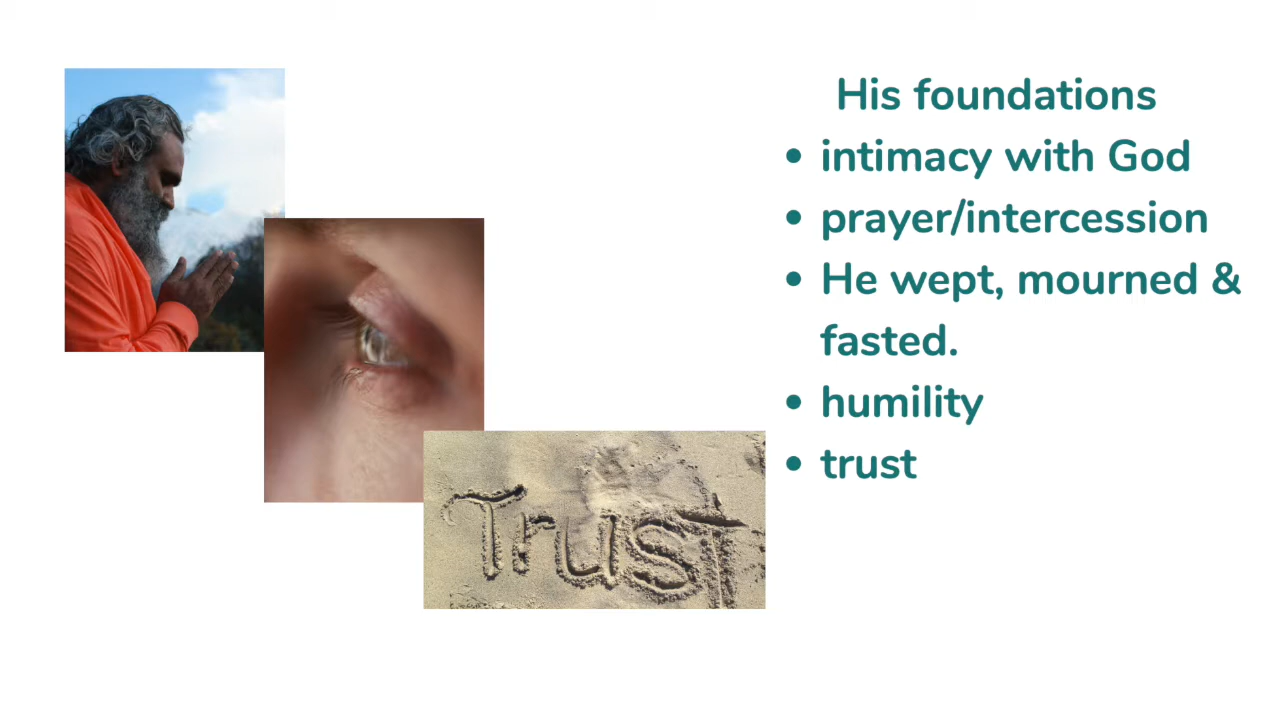 His foundations
• intimacy with God
• prayer/intercession
• He wept, mourned &
fasted.
• humility
• trust
Trust